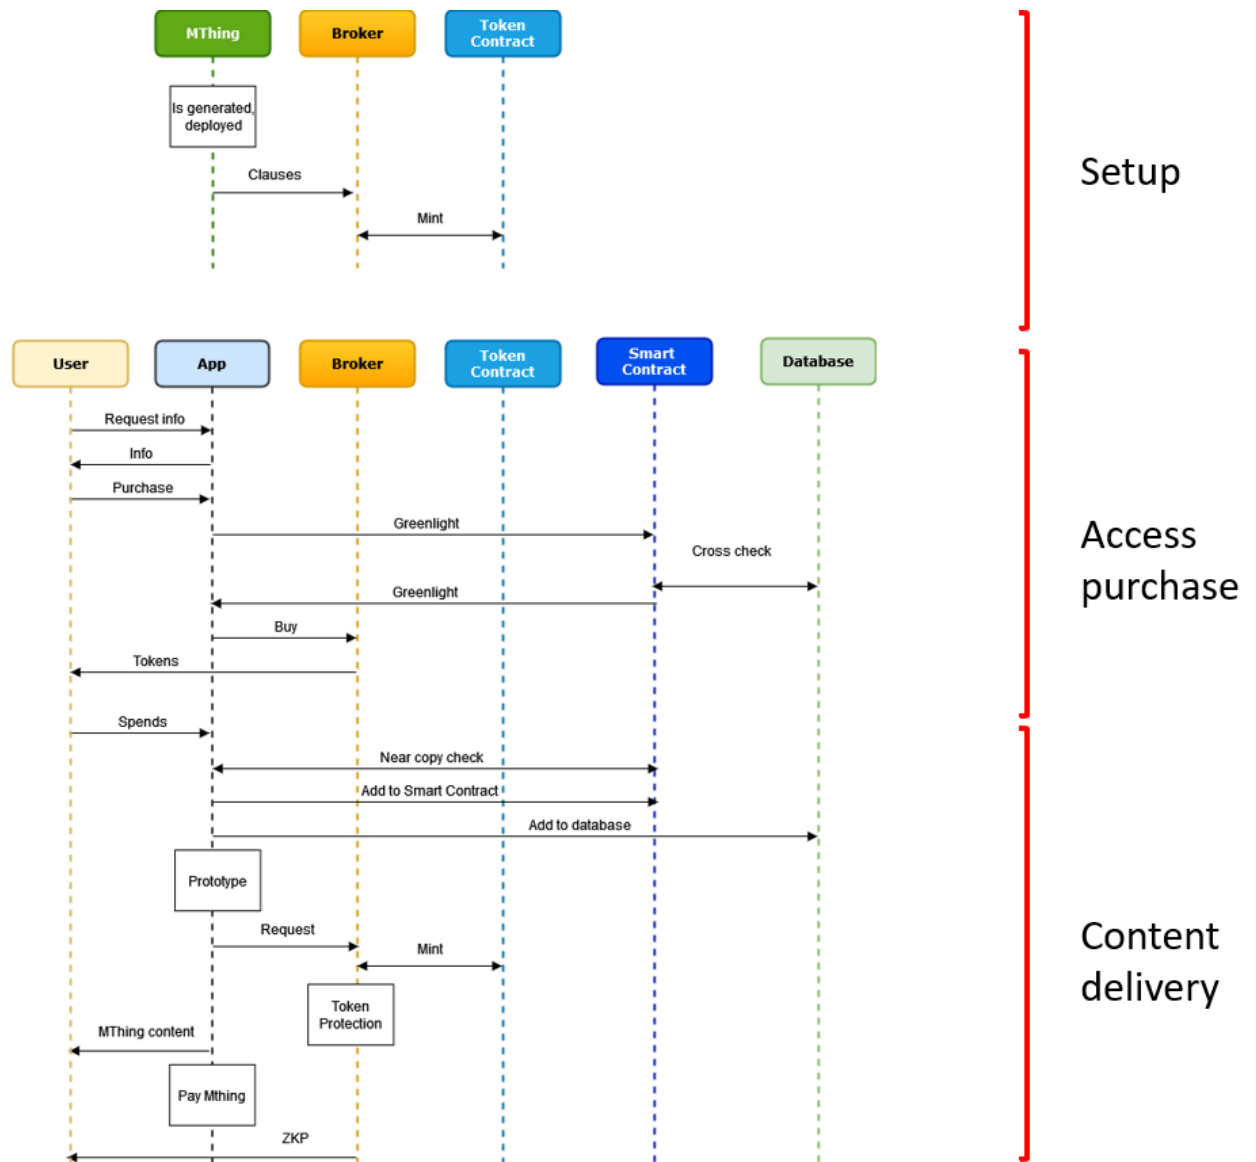 MThing
Broker
Token
Contract
Is generated,
deployed
Clauses
Mint
Setup
User
App
Broker
Token
Contract
Smart
Contract
Database
Request info
Info
Purchase
Greenlight
Cross check
Greenlight
Buy
Tokens
Access
purchase
Spends
Near copy check
Add to Smart Contract
Add to database
Prototype
Request
Mint
Token
Protection
MThing content
Pay Mthing
ZKP
Content
delivery